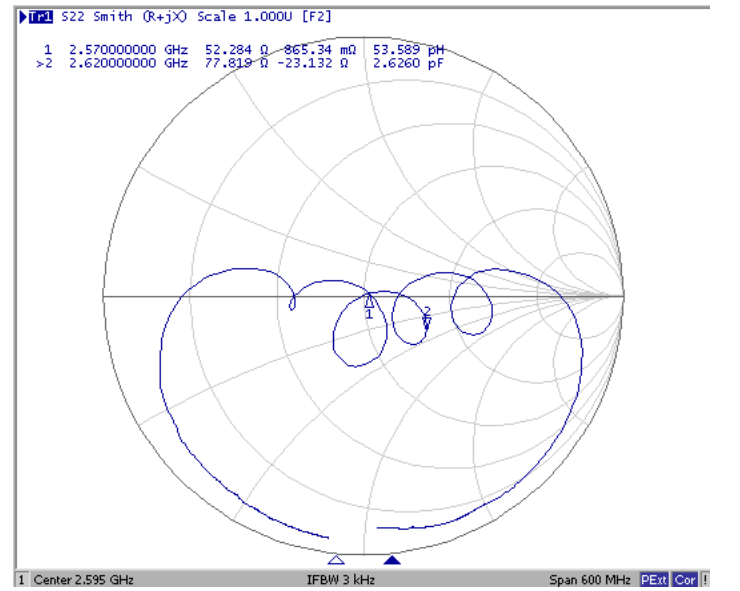 Tr1 S22 Smith (R+jX) Scale 1.000U [F2]
1 2.570000000 GHz 52.284 Ω 865.34 mΩ 53.589 pH
>2 2.620000000 GHz 77.819 Ω -23.132 Ω 2.6260 pF
2
1
1 Center 2.595 GHz IFBW 3 kHz Span 600 MHz PExt Cor !